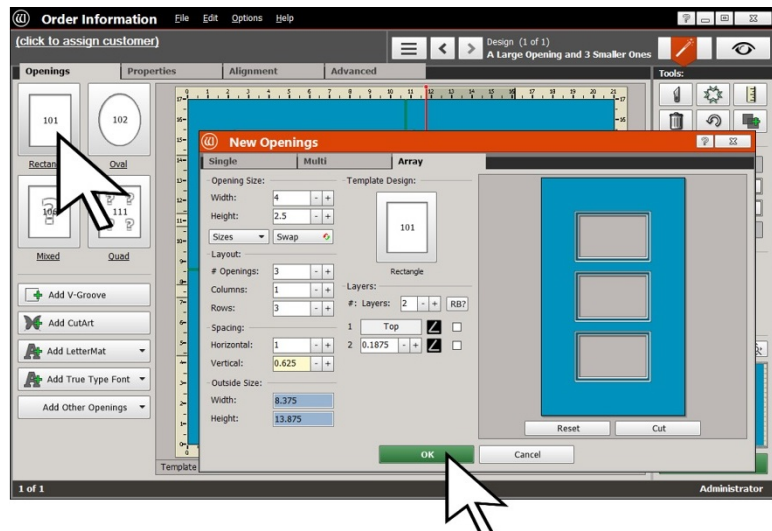 Order Information
File Edit Options Help
(click to assign customer)
Design (1 of 1)
A Large Opening and 3 Smaller Ones
Openings Properties Alignment Advanced
Tools:
101
102
Oval
111
Mixed
Quad
Add V-Groove
Add CutArt
Add LetterMat
Add True Type Font
Add Other Openings
Template
New Openings
Single Multi Array
Opening Size:
Width: 4 - +
Height: 2.5 - +
Sizes Swap
Layout:
# Openings: 3 - +
Columns: 1 - +
Rows: 3 - +
Spacing:
Horizontal: 1 - +
Vertical: 0.625 - +
Outside Size:
Width: 8.375
Height: 13.875
Template Design:
101
Rectangle
Layers:
#: Layers: 2 - + RB?
1 Top
2 0.1875 - +
Reset Cut
OK Cancel
1 of 1
Administrator